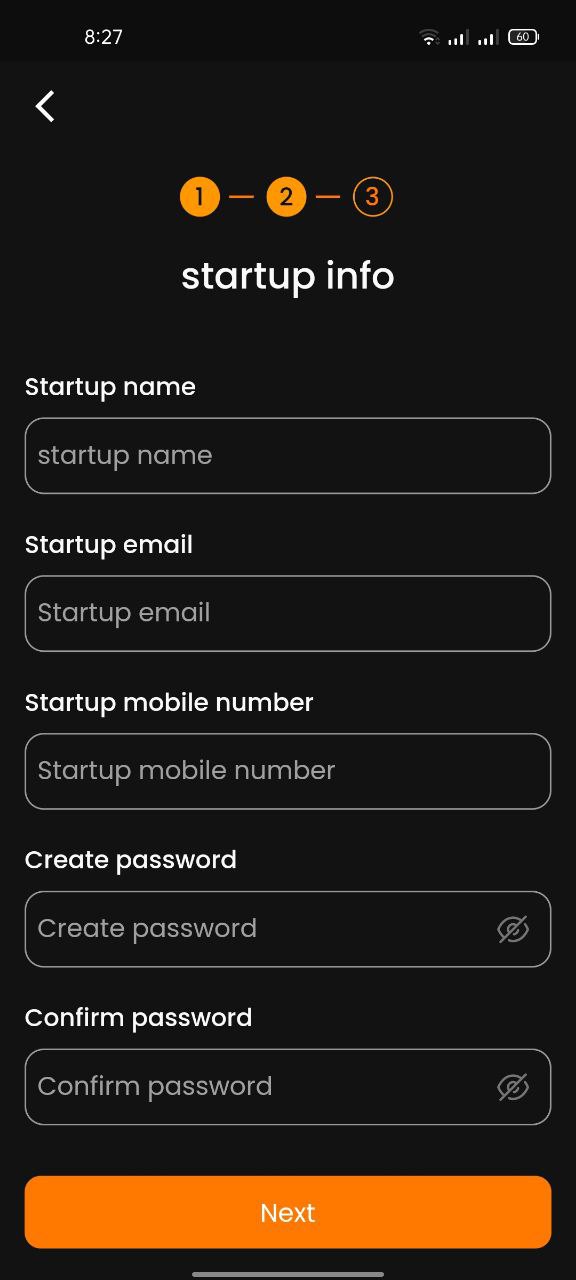 8:27
60
1 2 3
startup info
Startup name
startup name
Startup email
Startup email
Startup mobile number
Startup mobile number
Create password
Create password
Confirm password
Confirm password
Next